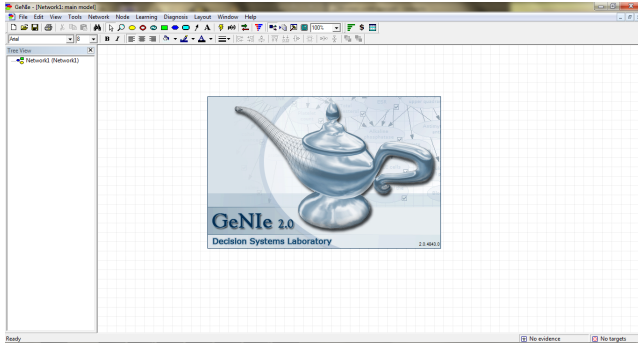 GeNIe - [Network1: main model]
File Edit View Tools Network Node Learning Diagnosis Layout Window Help
100%
Arial 8 B I
Tree View
Network1 (Network1)
GeNIe 2.0
Decision Systems Laboratory
2.0.4843.0
Ready No evidence No targets